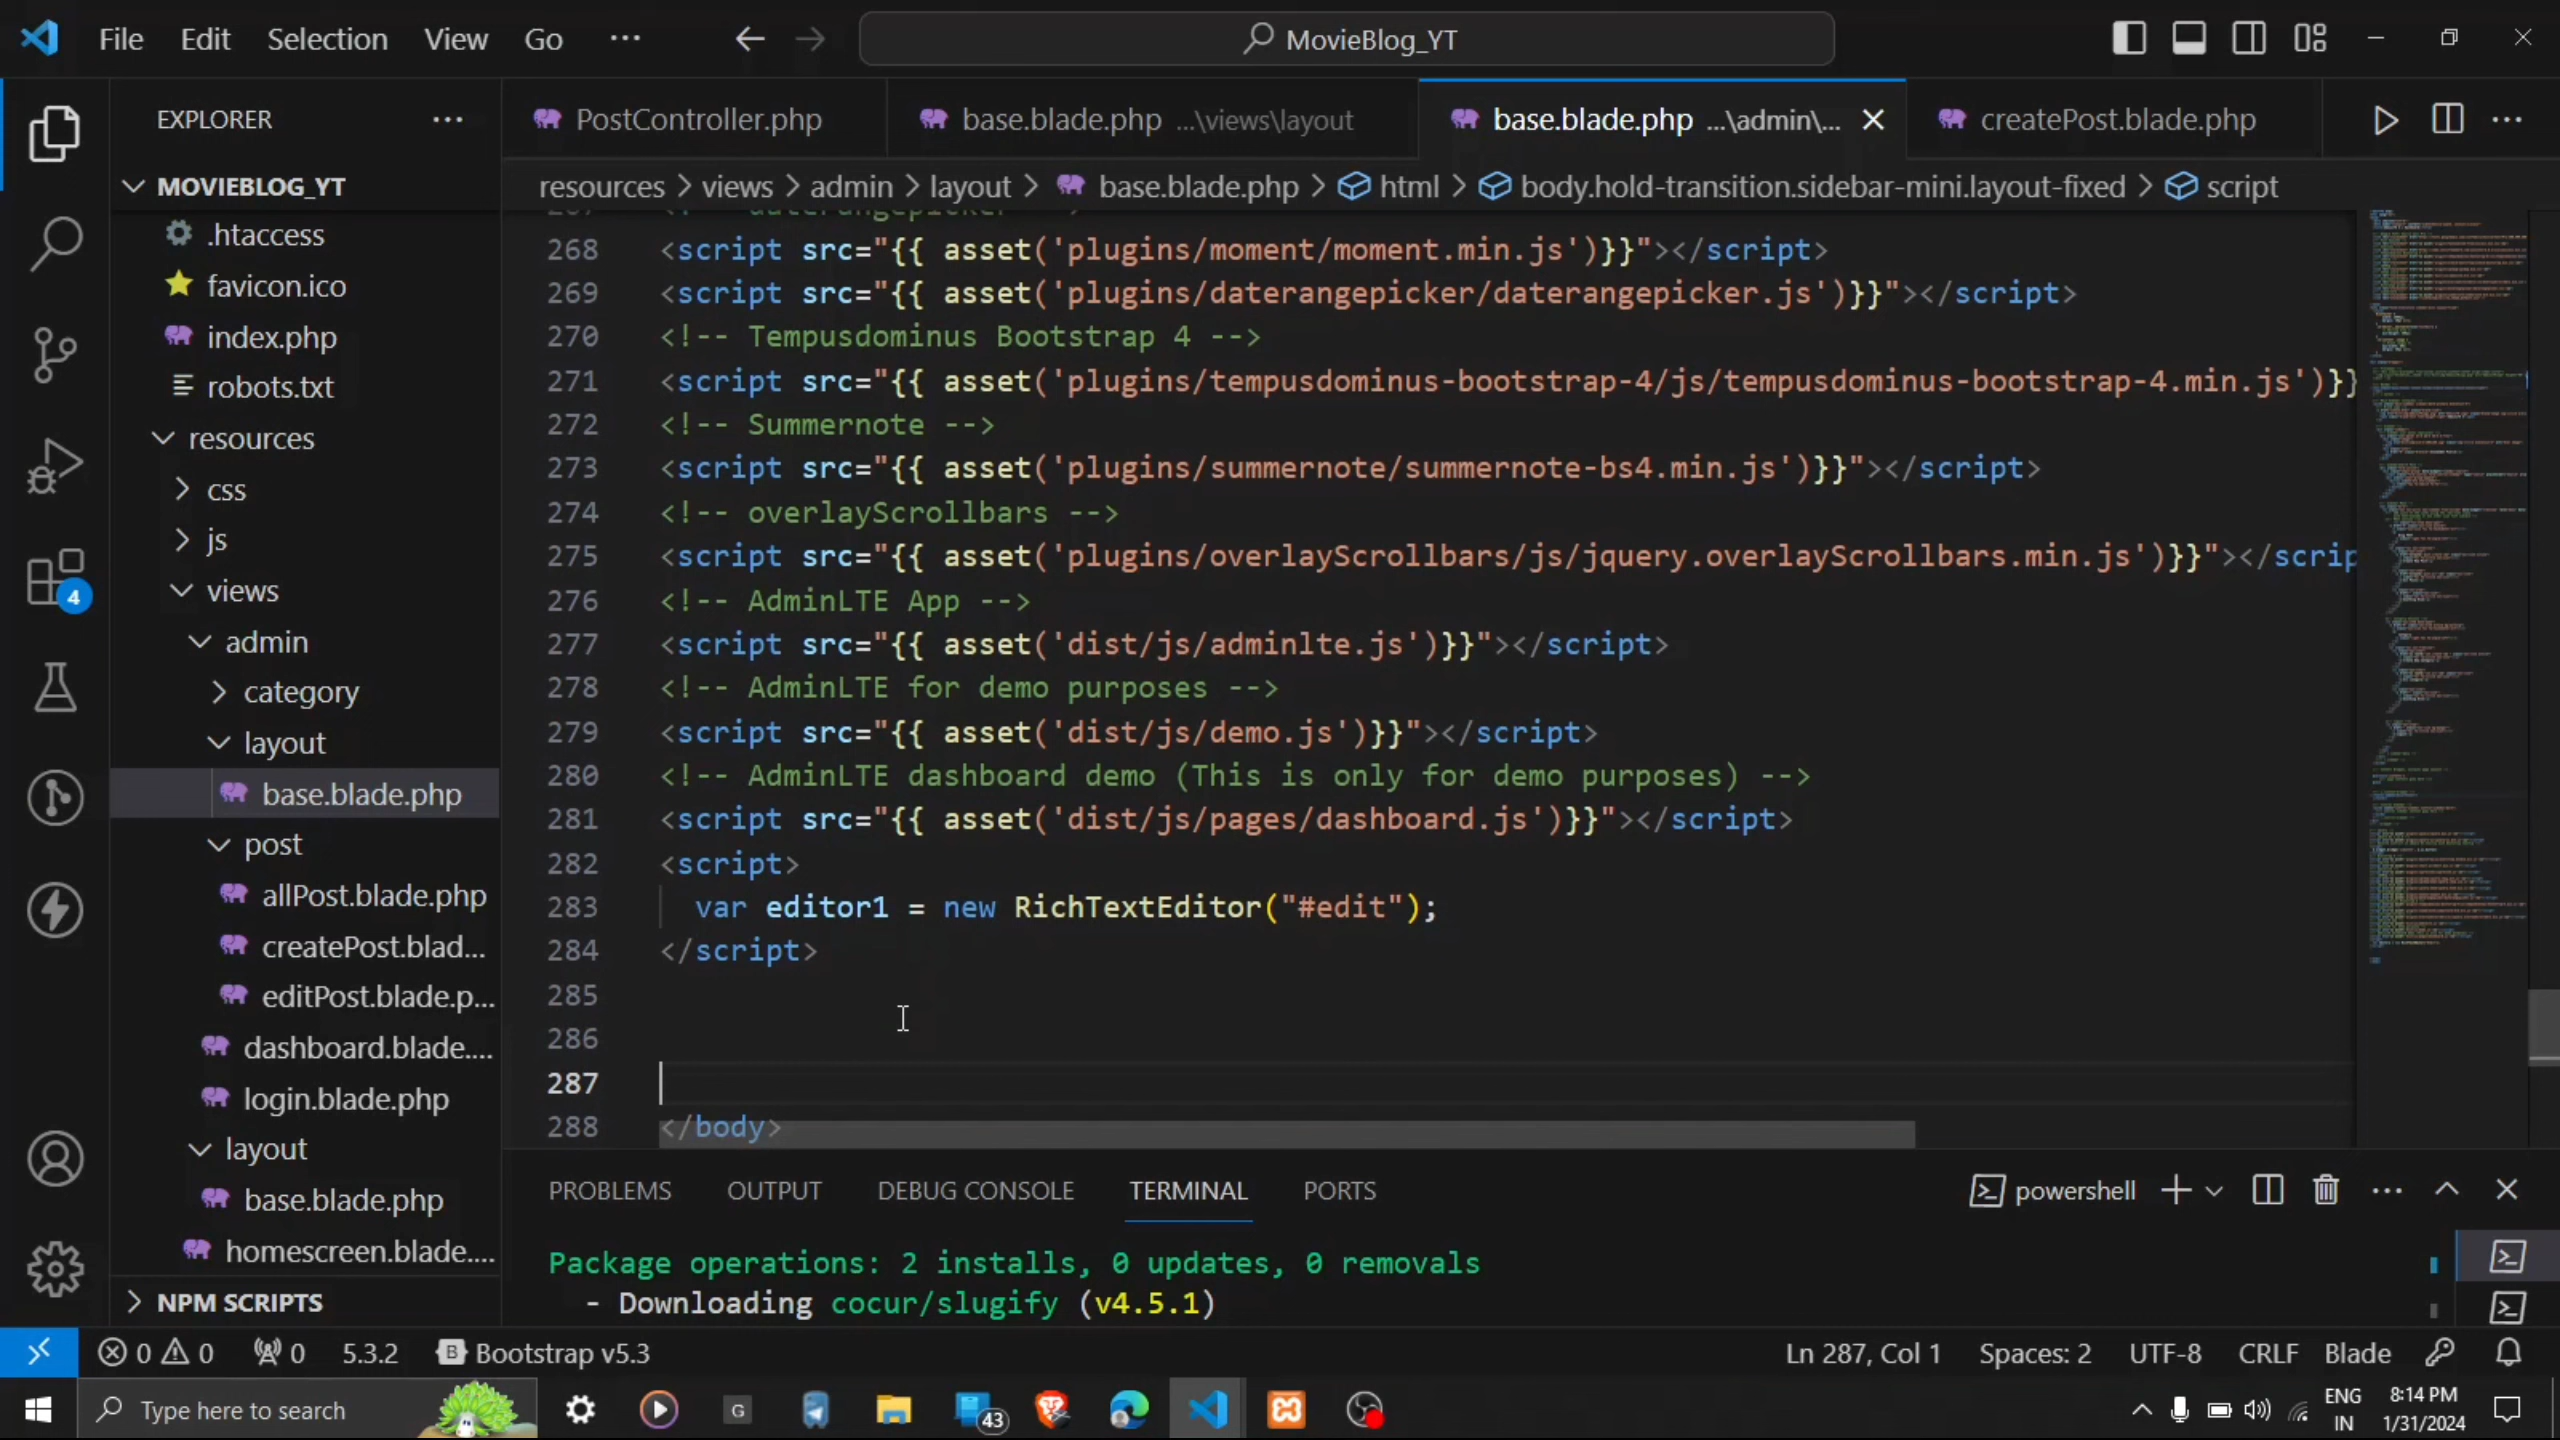 File Edit Selection View Go ··· MovieBlog_YT
EXPLORER ···
MOVIEBLOG_YT
.htaccess
favicon.ico
index.php
robots.txt
resources
css
js
views
admin
category
layout
base.blade.php
post
allPost.blade.php
createPost.blad...
editPost.blade.p...
dashboard.blade....
login.blade.php
layout
base.blade.php
homescreen.blade....
NPM SCRIPTS
4
PostController.php base.blade.php ...\views\layout base.blade.php ...\admin\... createPost.blade.php ···
resources > views > admin > layout > base.blade.php > html > body.hold-transition.sidebar-mini.layout-fixed > script
268 <script src="{{ asset('plugins/moment/moment.min.js')}}"></script>
269 <script src="{{ asset('plugins/daterangepicker/daterangepicker.js')}}"></script>
270 <!-- Tempusdominus Bootstrap 4 -->
271 <script src="{{ asset('plugins/tempusdominus-bootstrap-4/js/tempusdominus-bootstrap-4.min.js')}}
272 <!-- Summernote -->
273 <script src="{{ asset('plugins/summernote/summernote-bs4.min.js')}}"></script>
274 <!-- overlayScrollbars -->
275 <script src="{{ asset('plugins/overlayScrollbars/js/jquery.overlayScrollbars.min.js')}}"></scrip
276 <!-- AdminLTE App -->
277 <script src="{{ asset('dist/js/adminlte.js')}}"></script>
278 <!-- AdminLTE for demo purposes -->
279 <script src="{{ asset('dist/js/demo.js')}}"></script>
280 <!-- AdminLTE dashboard demo (This is only for demo purposes) -->
281 <script src="{{ asset('dist/js/pages/dashboard.js')}}"></script>
282 <script>
283 var editor1 = new RichTextEditor("#edit");
284 </script>
285
286
287
288 </body>
PROBLEMS OUTPUT DEBUG CONSOLE TERMINAL PORTS powershell
Package operations: 2 installs, 0 updates, 0 removals
- Downloading cocur/slugify (v4.5.1)
0 0 0 5.3.2 Bootstrap v5.3 Ln 287, Col 1 Spaces: 2 UTF-8 CRLF Blade
Type here to search G 43 ENG IN 8:14 PM 1/31/2024